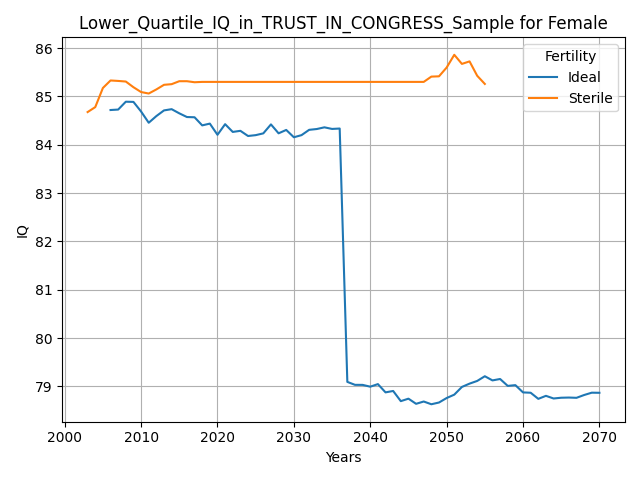 Lower_Quartile_IQ_in_TRUST_IN_CONGRESS_Sample for Female
Fertility
Ideal
Sterile
IQ
86
85
84
83
82
81
80
79
2000 2010 2020 2030 2040 2050 2060 2070
Years